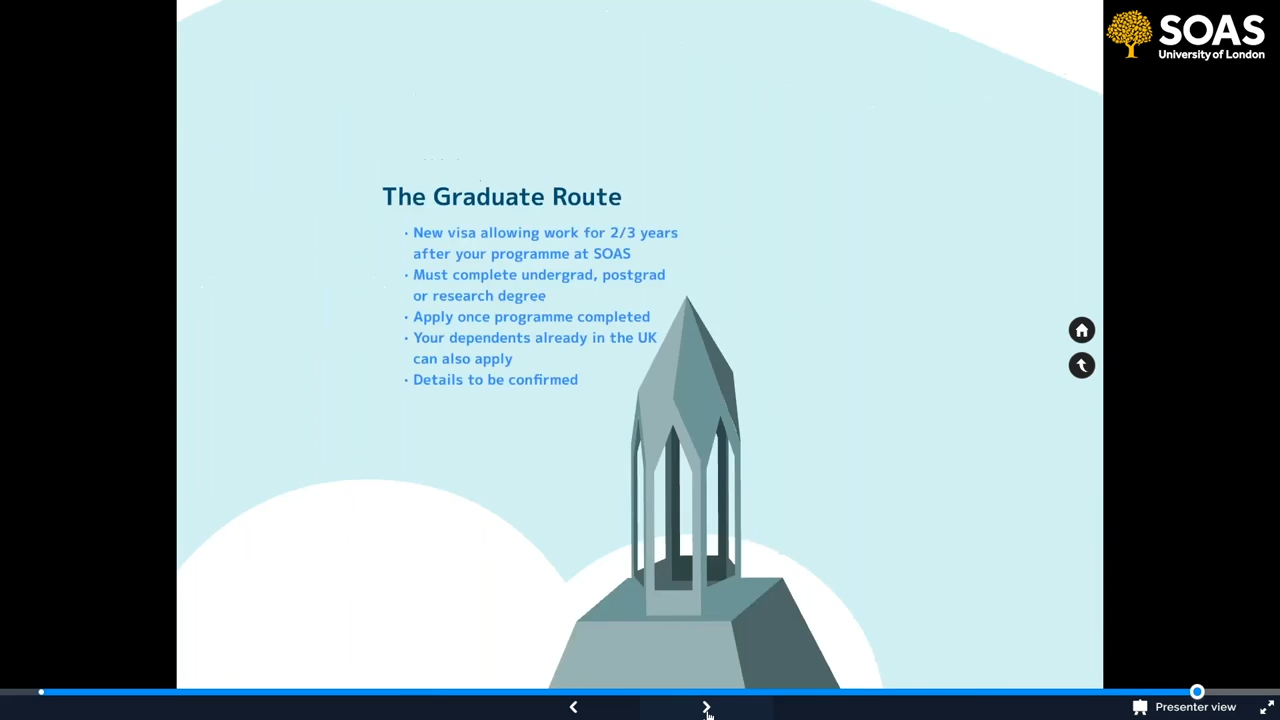 SOAS
University of London
The Graduate Route
· New visa allowing work for 2/3 years
after your programme at SOAS
· Must complete undergrad, postgrad
or research degree
· Apply once programme completed
· Your dependents already in the UK
can also apply
· Details to be confirmed
Presenter view